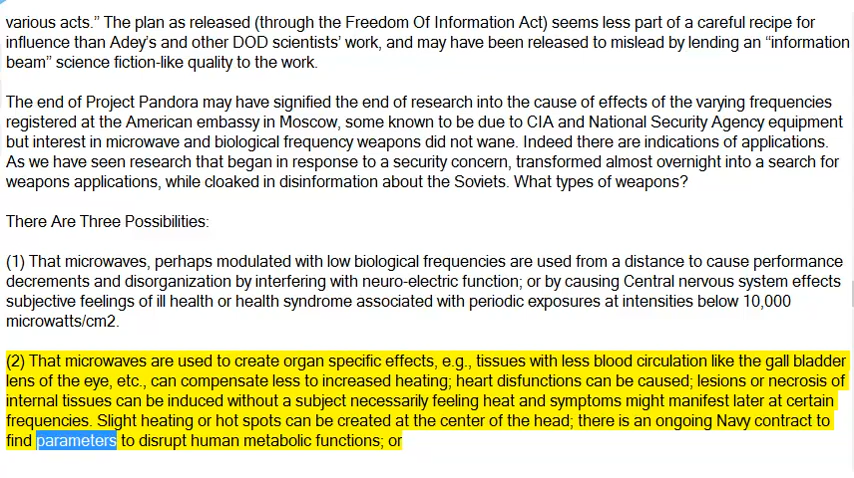 various acts.” The plan as released (through the Freedom Of Information Act) seems less part of a careful recipe for
influence than Adey’s and other DOD scientists’ work, and may have been released to mislead by lending an “information
beam” science fiction-like quality to the work.
The end of Project Pandora may have signified the end of research into the cause of effects of the varying frequencies
registered at the American embassy in Moscow, some known to be due to CIA and National Security Agency equipment
but interest in microwave and biological frequency weapons did not wane. Indeed there are indications of applications.
As we have seen research that began in response to a security concern, transformed almost overnight into a search for
weapons applications, while cloaked in disinformation about the Soviets. What types of weapons?
There Are Three Possibilities:
(1) That microwaves, perhaps modulated with low biological frequencies are used from a distance to cause performance
decrements and disorganization by interfering with neuro-electric function; or by causing Central nervous system effects
subjective feelings of ill health or health syndrome associated with periodic exposures at intensities below 10,000
microwatts/cm2.
(2) That microwaves are used to create organ specific effects, e.g., tissues with less blood circulation like the gall bladder
lens of the eye, etc., can compensate less to increased heating; heart disfunctions can be caused; lesions or necrosis of
internal tissues can be induced without a subject necessarily feeling heat and symptoms might manifest later at certain
frequencies. Slight heating or hot spots can be created at the center of the head; there is an ongoing Navy contract to
find parameters to disrupt human metabolic functions; or